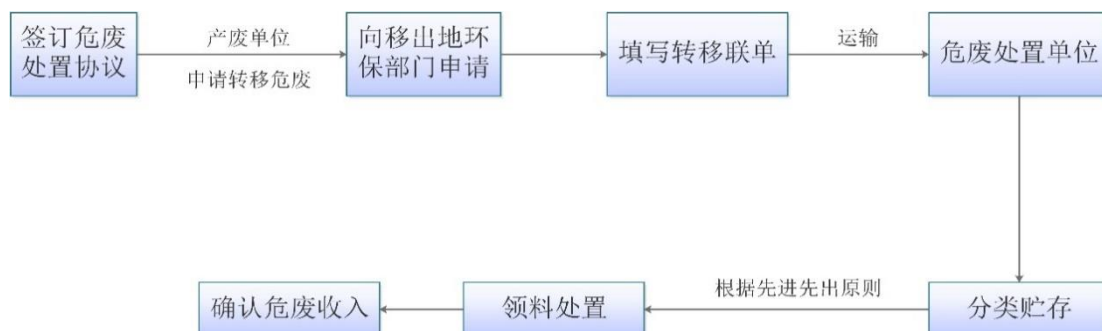 签订危废
处置协议
产废单位
申请转移危废
向移出地环
保部门申请
填写转移联单
运输
危废处置单位
分类贮存
根据先进先出原则
领料处置
确认危废收入